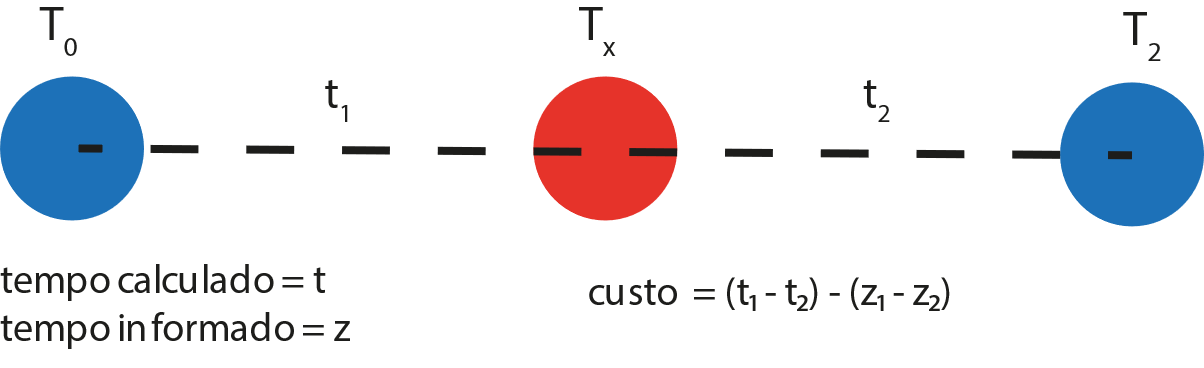 T₀ Tₓ T₂
t₁ t₂
tempo calculado = t
tempo informado = z
custo = (t₁ - t₂) - (z₁ - z₂)